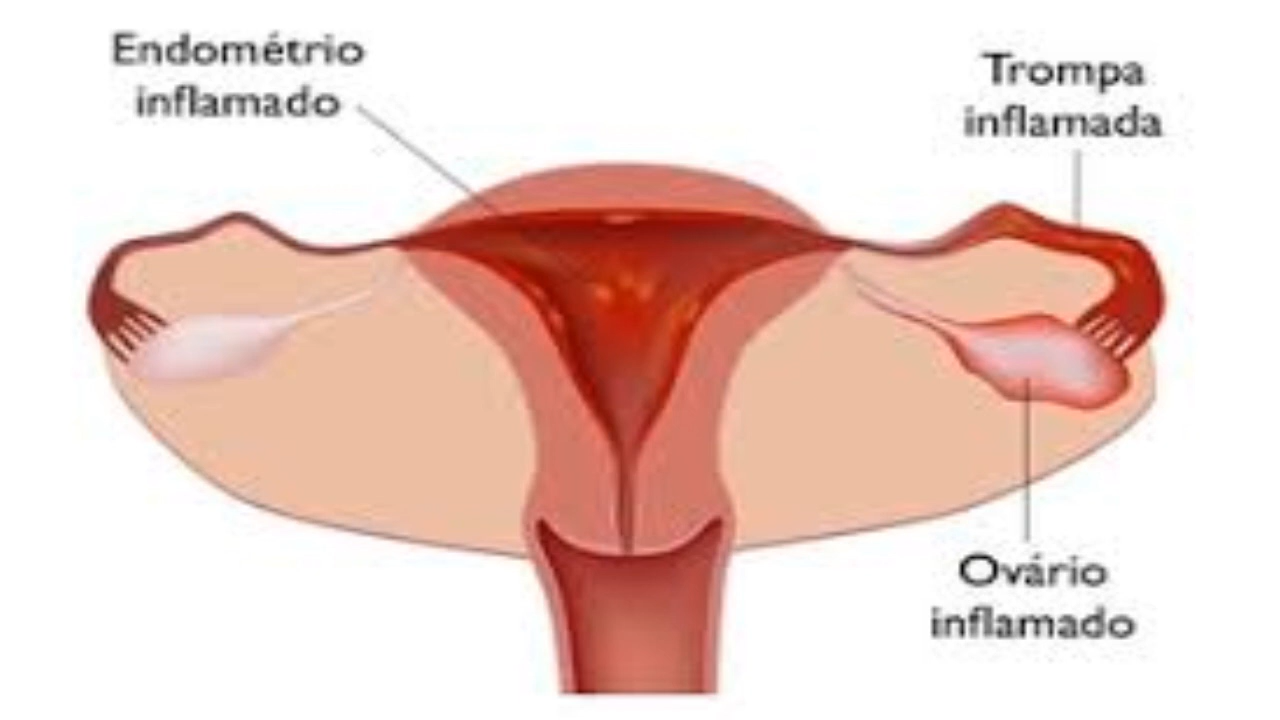 Endométrio
inflamado
Trompa
inflamada
Ovário
inflamado